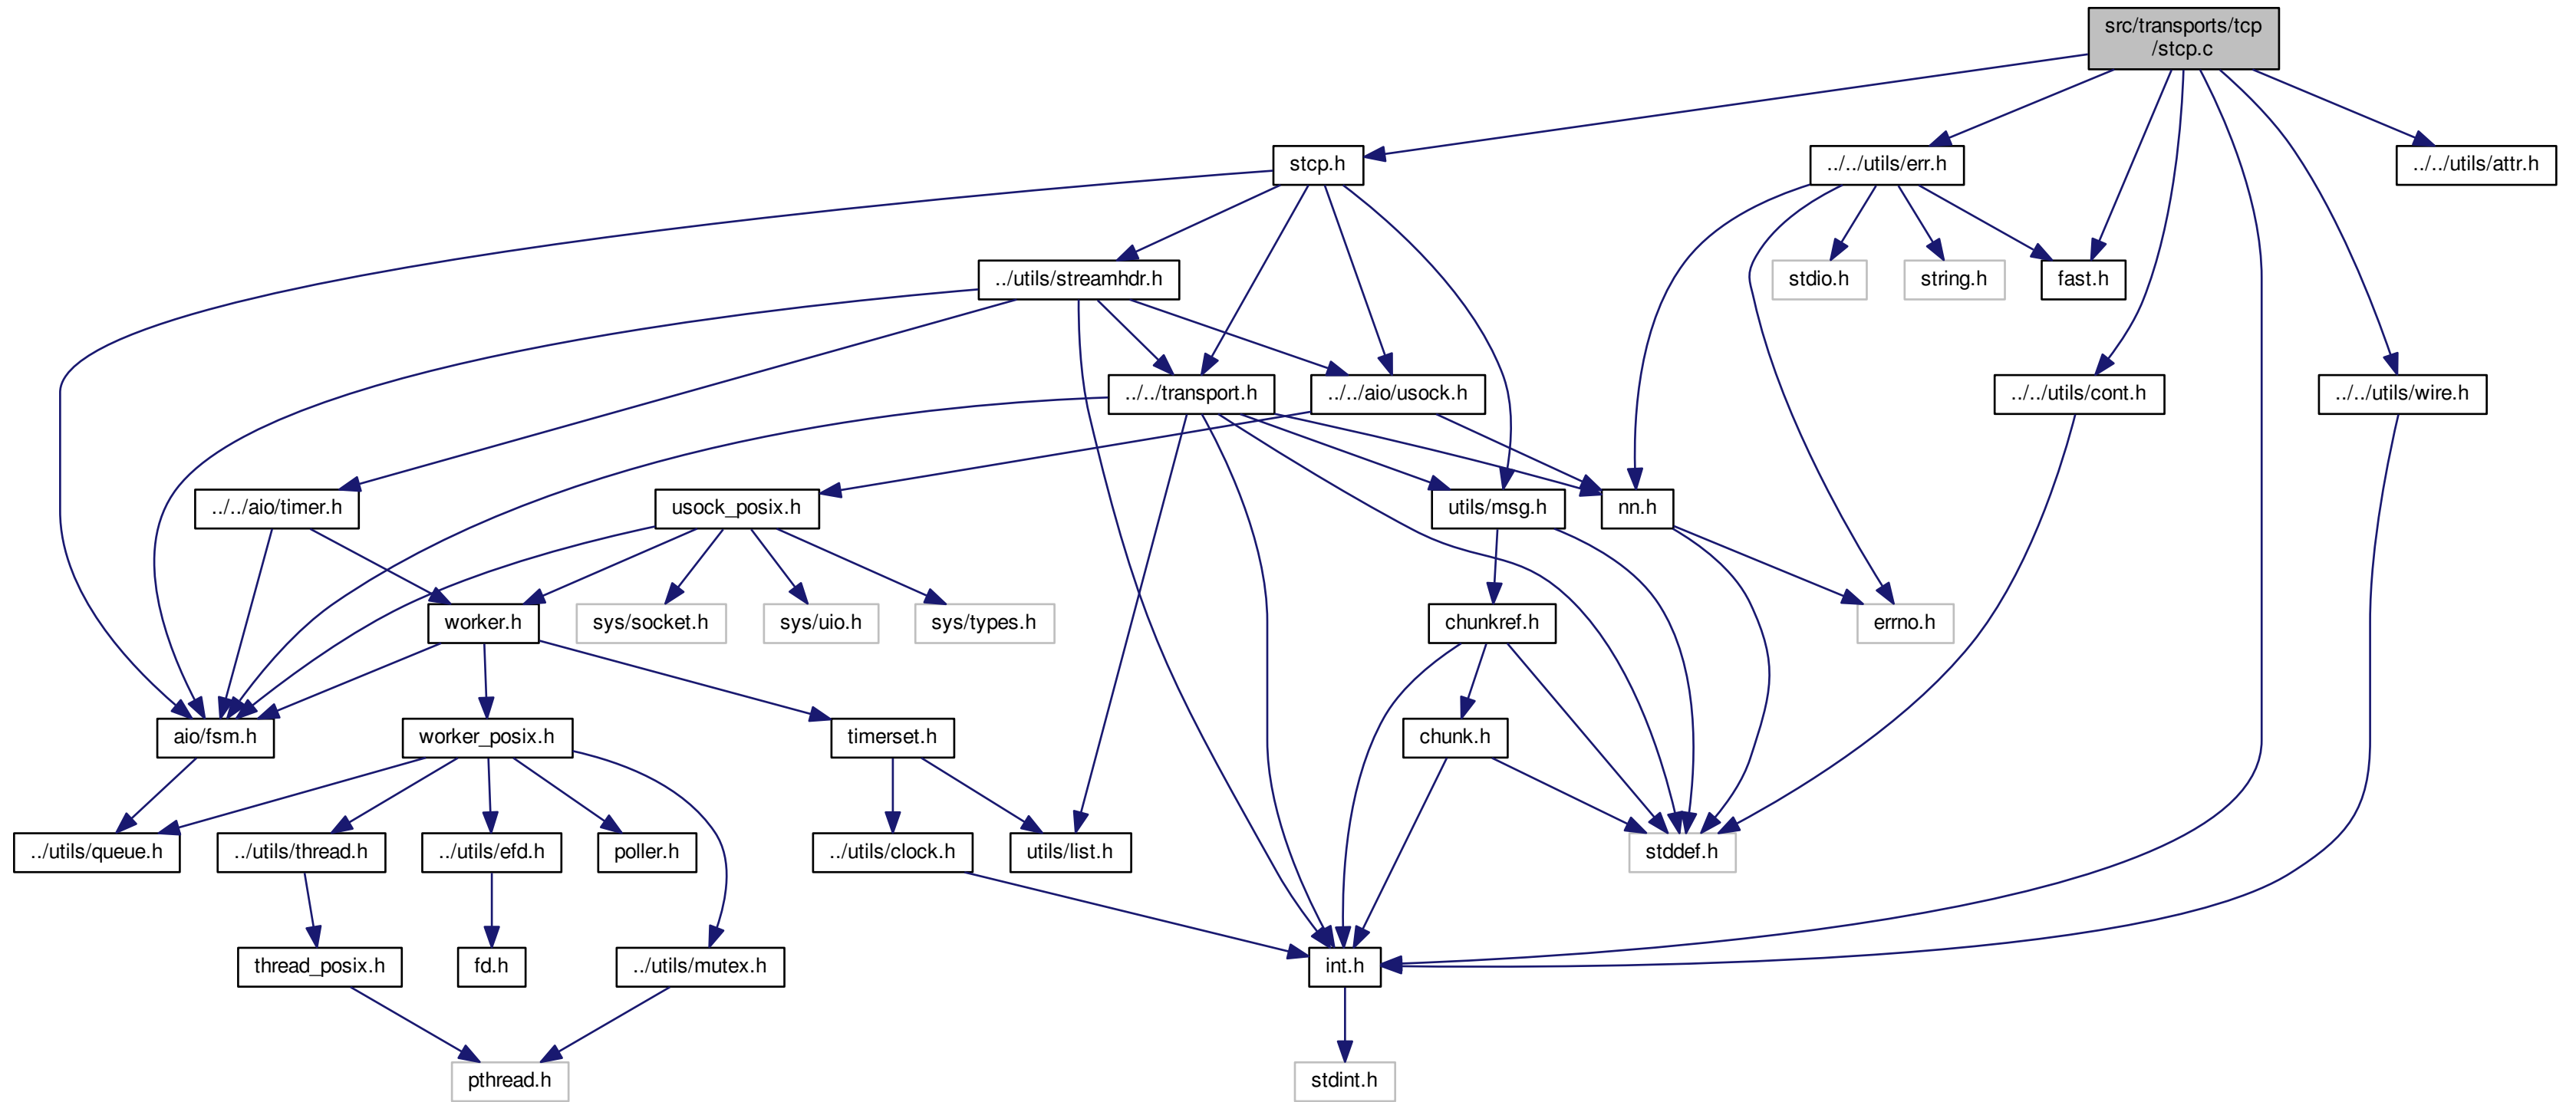 src/transports/tcp
/stcp.c
stcp.h
../../utils/err.h
../../utils/attr.h
../utils/streamhdr.h
stdio.h
string.h
fast.h
../../transport.h
../../aio/usock.h
../../utils/cont.h
../../utils/wire.h
../../aio/timer.h
usock_posix.h
utils/msg.h
nn.h
worker.h
sys/socket.h
sys/uio.h
sys/types.h
chunkref.h
errno.h
aio/fsm.h
worker_posix.h
timerset.h
chunk.h
../utils/queue.h
../utils/thread.h
../utils/efd.h
poller.h
../utils/clock.h
utils/list.h
stddef.h
thread_posix.h
fd.h
../utils/mutex.h
int.h
pthread.h
stdint.h